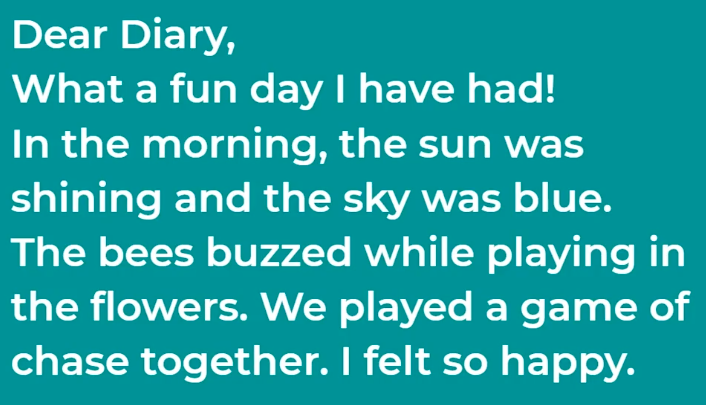 Dear Diary,
What a fun day I have had!
In the morning, the sun was
shining and the sky was blue.
The bees buzzed while playing in
the flowers. We played a game of
chase together. I felt so happy.